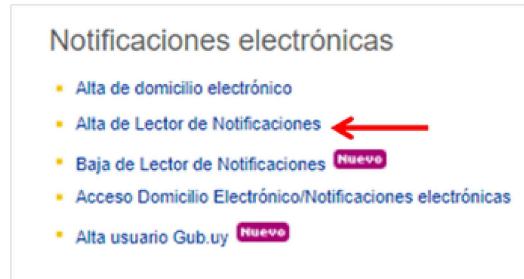 Notificaciones electrónicas
Alta de domicilio electrónico
Alta de Lector de Notificaciones
Baja de Lector de Notificaciones Nuevo
Acceso Domicilio Electrónico/Notificaciones electrónicas
Alta usuario Gub.uy Nuevo